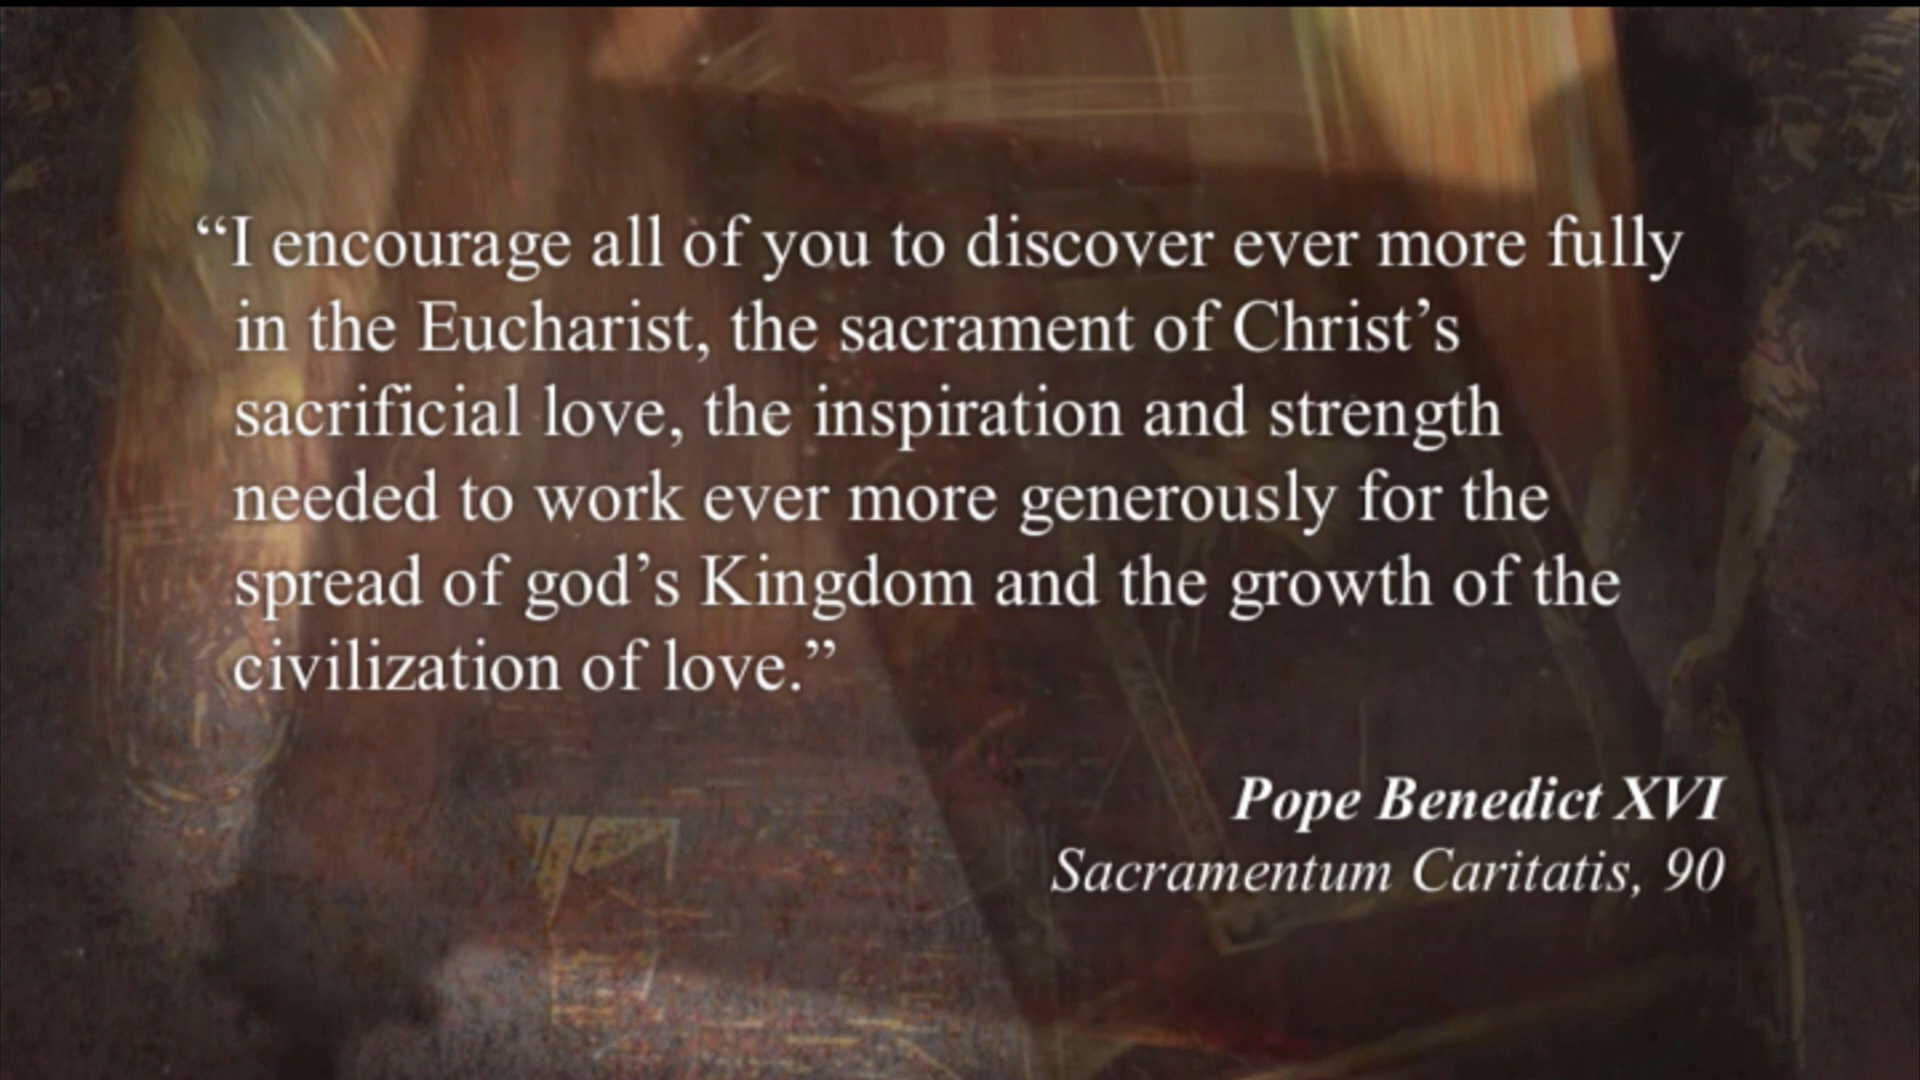 “I encourage all of you to discover ever more fully
in the Eucharist, the sacrament of Christ’s
sacrificial love, the inspiration and strength
needed to work ever more generously for the
spread of god’s Kingdom and the growth of the
civilization of love.”
Pope Benedict XVI
Sacramentum Caritatis, 90